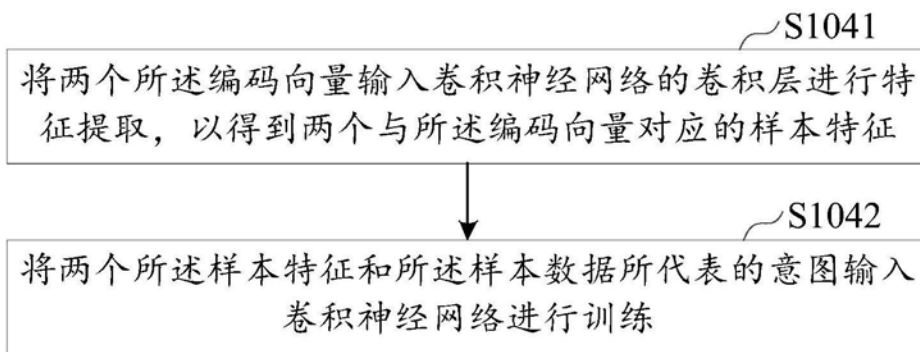 S1041
将两个所述编码向量输入卷积神经网络的卷积层进行特
征提取，以得到两个与所述编码向量对应的样本特征
S1042
将两个所述样本特征和所述样本数据所代表的意图输入
卷积神经网络进行训练